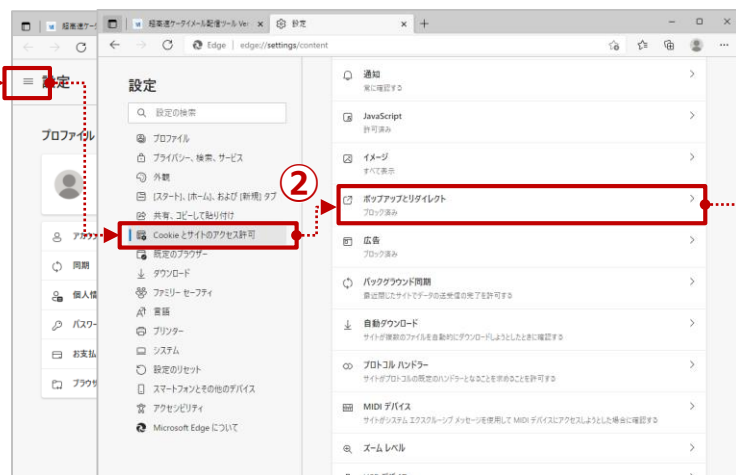 超高速ケータイメール配信ツール Ver
設定
Edge
edge://settings/content
設定
プロファイル
同期
設定
設定の検索
プロファイル
プライバシー、検索、サービス
外観
[スタート]、[ホーム]、および [新規] タブ
共有、コピーして貼り付け
Cookie とサイトのアクセス許可
既定のブラウザー
ダウンロード
ファミリー セーフティ
言語
プリンター
システム
設定のリセット
スマートフォンとその他のデバイス
アクセシビリティ
Microsoft Edge について
②
通知
常に確認する
JavaScript
許可済み
イメージ
すべて表示
ポップアップとリダイレクト
ブロック済み
広告
ブロック済み
バックグラウンド同期
最近閉じたサイトでデータの送受信の完了を許可する
自動ダウンロード
サイトが複数のファイルを自動的にダウンロードしようとしたときに確認する
プロトコル ハンドラー
サイトがプロトコルの既定のハンドラーとなることを求めることを許可する
MIDI デバイス
サイトがシステム エクスクルーシブ メッセージを使用して MIDI デバイスにアクセスしようとした場合に確認する
ズーム レベル